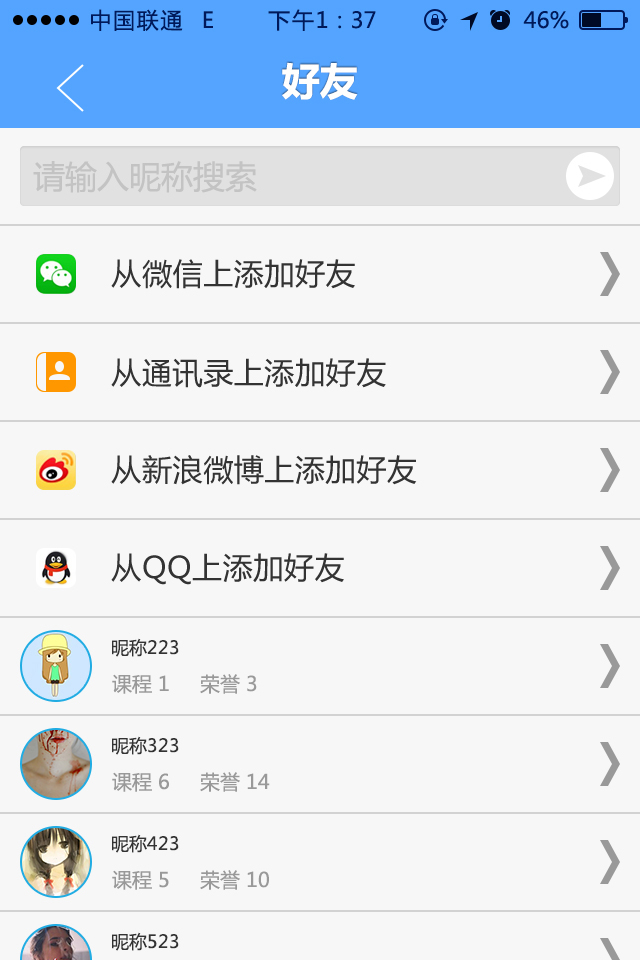 中国联通 E 下午1：37 46%
好友
请输入昵称搜索
从微信上添加好友
从通讯录上添加好友
从新浪微博上添加好友
从QQ上添加好友
昵称223
课程 1 荣誉 3
昵称323
课程 6 荣誉 14
昵称423
课程 5 荣誉 10
昵称523